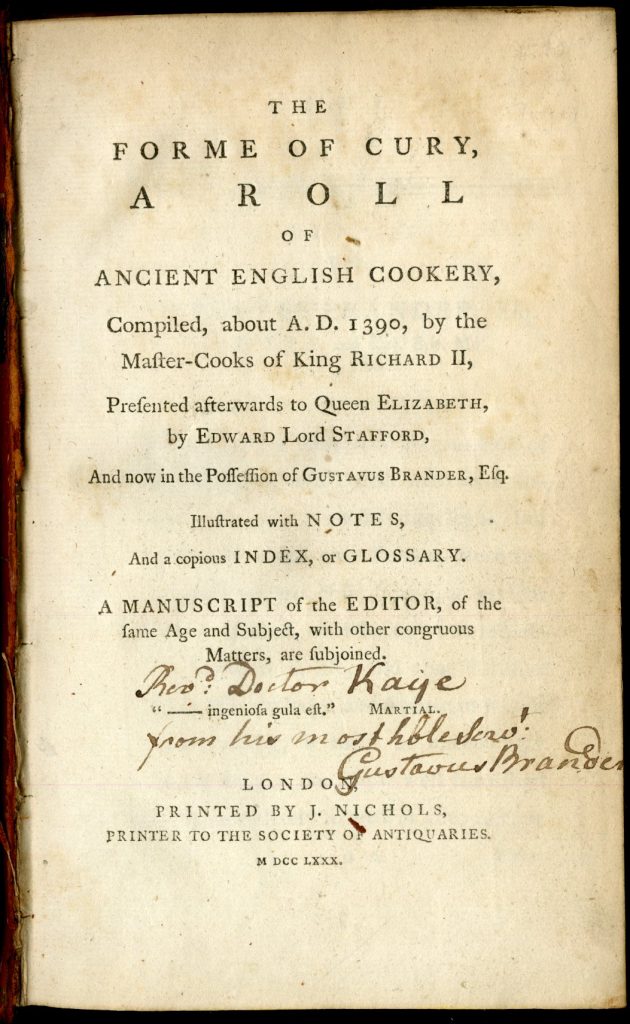 THE
FORME OF CURY,
A ROLL
OF
ANCIENT ENGLISH COOKERY,
Compiled, about A. D. 1390, by the
Maſter-Cooks of King RICHARD II,
Preſented afterwards to Queen ELIZABETH,
by EDWARD Lord STAFFORD,
And now in the Poſſeſſion of GUSTAVUS BRANDER, Eſq.
Illuſtrated with NOTES,
And a copious INDEX, or GLOSSARY.
A MANUSCRIPT of the EDITOR, of the
ſame Age and Subject, with other congruous
Matters, are ſubjoined.
Revd: Doctor Kaye
“ —— ingenioſa gula eſt.” MARTIAL.
from his most hble Servt:
Gustavus Brander
LONDON,
PRINTED BY J. NICHOLS,
PRINTER TO THE SOCIETY OF ANTIQUARIES.
M DCC LXXX.